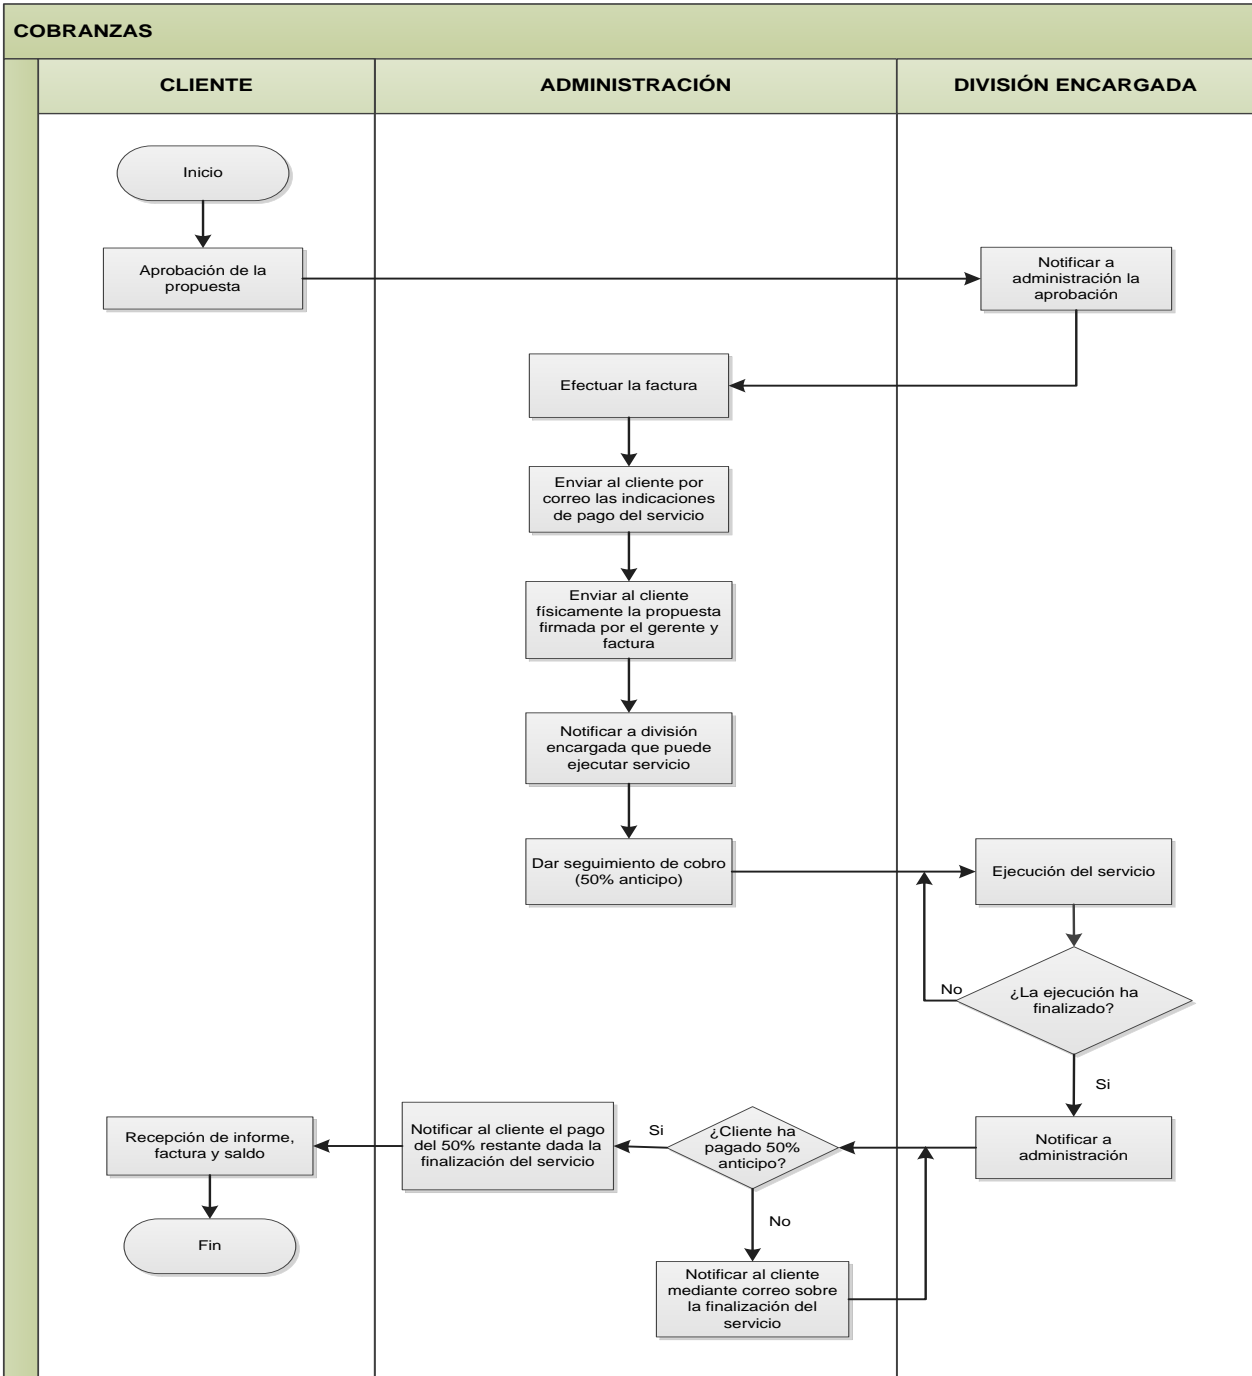 COBRANZAS
CLIENTE
ADMINISTRACIÓN
DIVISIÓN ENCARGADA
Inicio
Aprobación de la
propuesta
Notificar a
administración la
aprobación
Efectuar la factura
Enviar al cliente por
correo las indicaciones
de pago del servicio
Enviar al cliente
físicamente la propuesta
firmada por el gerente y
factura
Notificar a división
encargada que puede
ejecutar servicio
Dar seguimiento de cobro
(50% anticipo)
Ejecución del servicio
¿La ejecución ha
finalizado?
No
Si
Notificar a
administración
¿Cliente ha
pagado 50%
anticipo?
Si
No
Notificar al cliente el pago
del 50% restante dada la
finalización del servicio
Recepción de informe,
factura y saldo
Fin
Notificar al cliente
mediante correo sobre
la finalización del
servicio